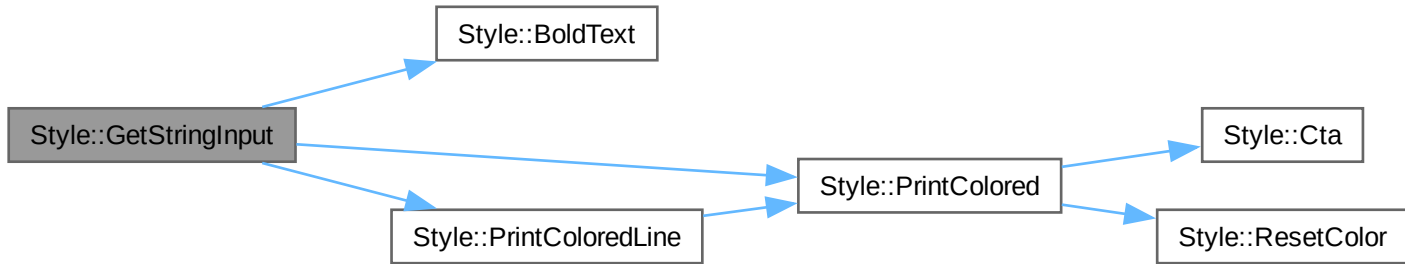 Style::BoldText
Style::GetStringInput
Style::Cta
Style::PrintColored
Style::PrintColoredLine
Style::ResetColor